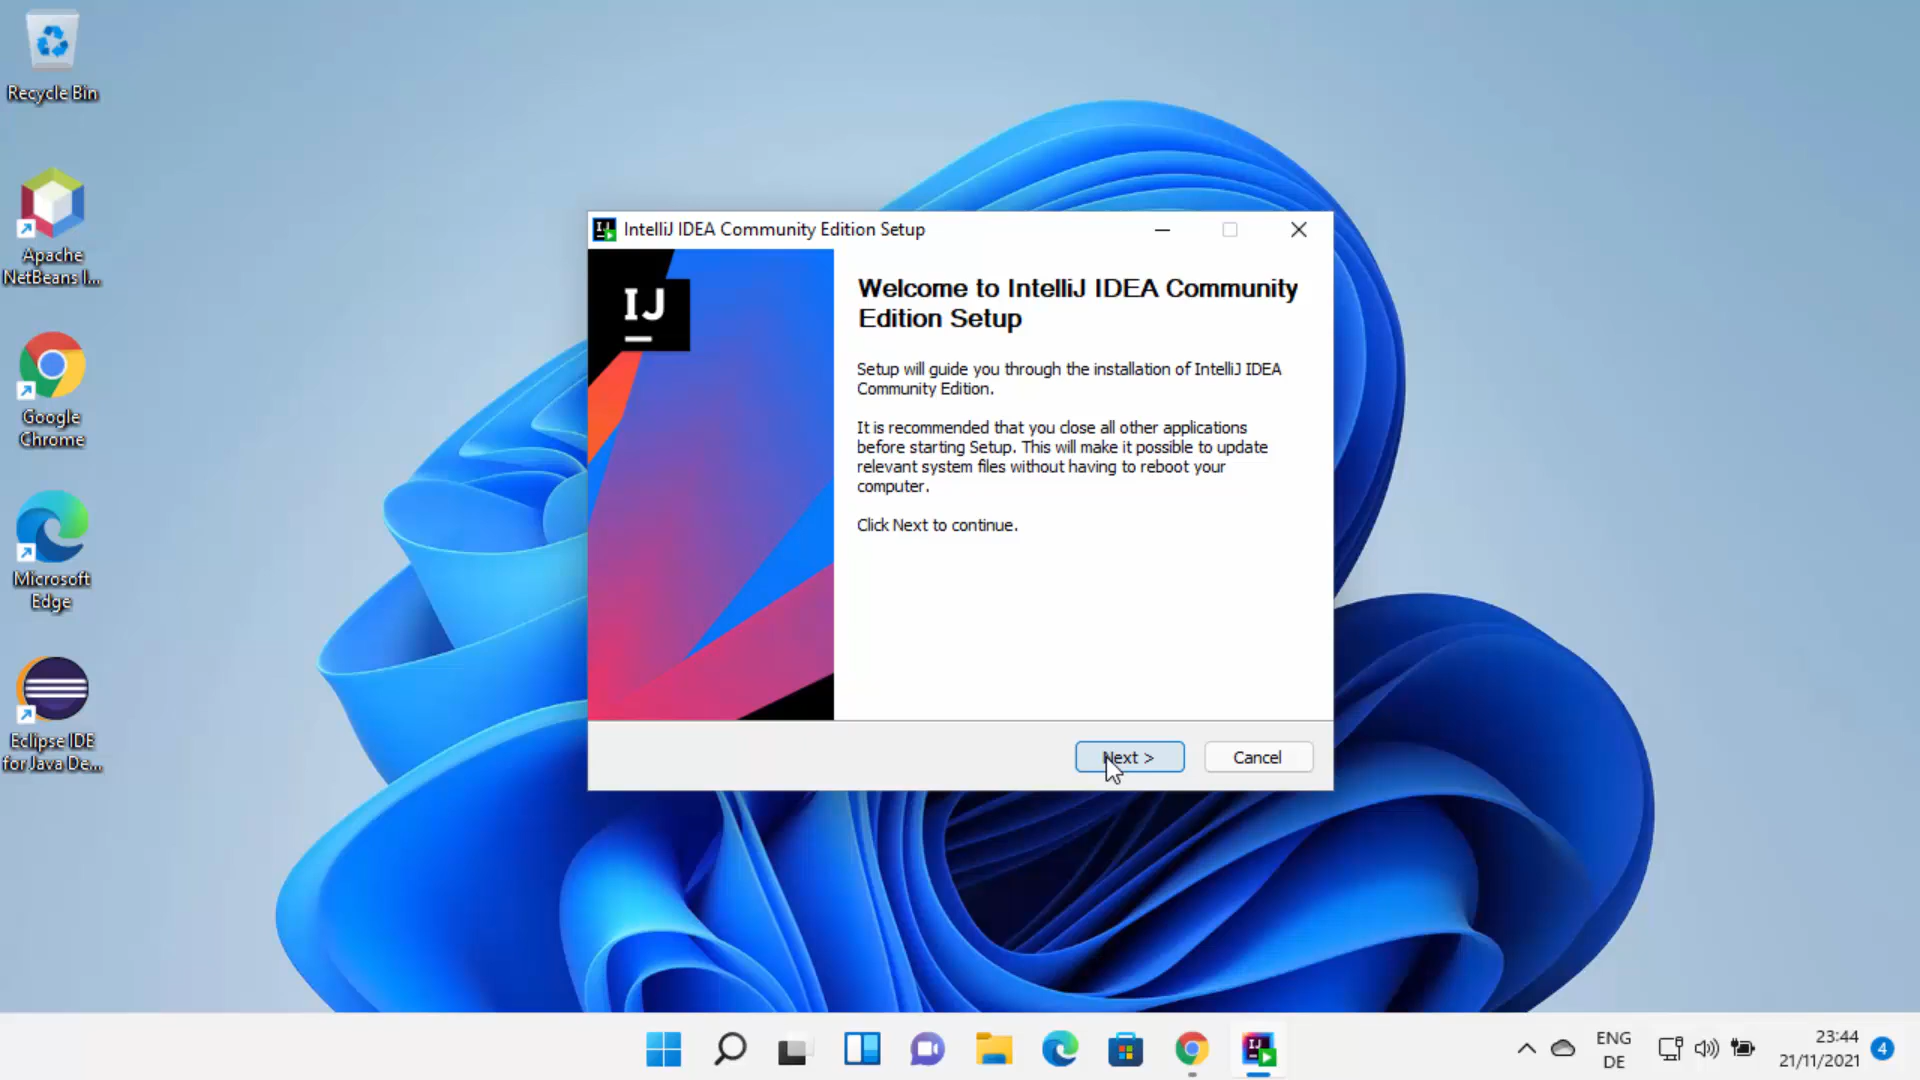 Recycle Bin
Apache
NetBeans I...
Google
Chrome
Microsoft
Edge
Eclipse IDE
for Java De...
IntelliJ IDEA Community Edition Setup
IJ
Welcome to IntelliJ IDEA Community
Edition Setup
Setup will guide you through the installation of IntelliJ IDEA
Community Edition.
It is recommended that you close all other applications
before starting Setup. This will make it possible to update
relevant system files without having to reboot your
computer.
Click Next to continue.
Next >
Cancel
IJ
ENG
DE
23:44
21/11/2021
4